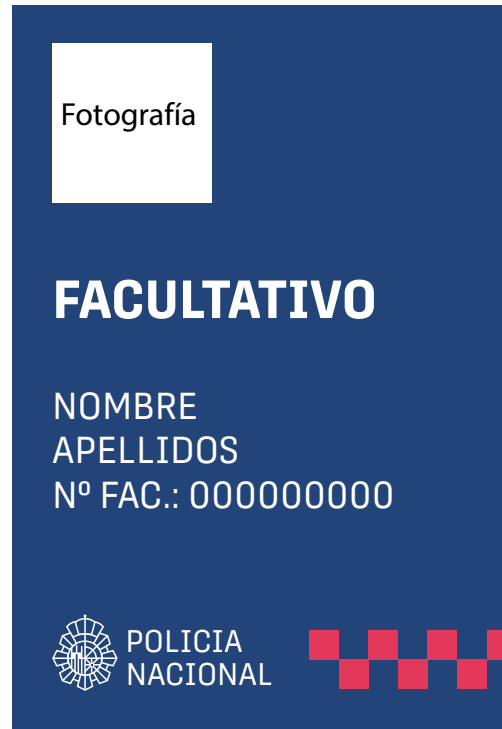 Fotografía
FACULTATIVO
NOMBRE
APELLIDOS
Nº FAC.: 000000000
POLICIA
NACIONAL